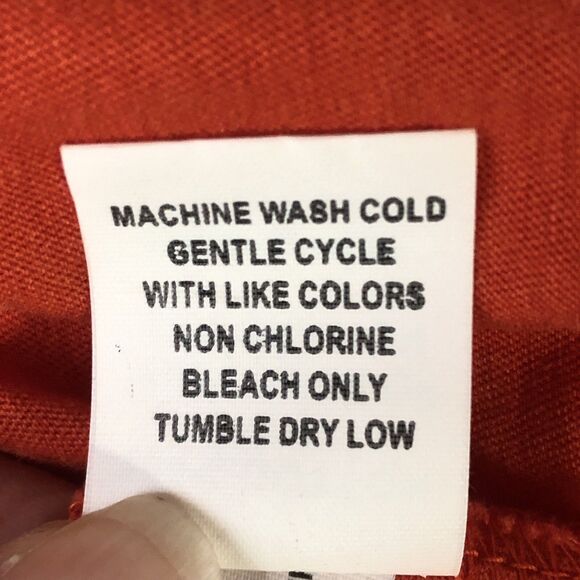 MACHINE WASH COLD
GENTLE CYCLE
WITH LIKE COLORS
NON CHLORINE
BLEACH ONLY
TUMBLE DRY LOW